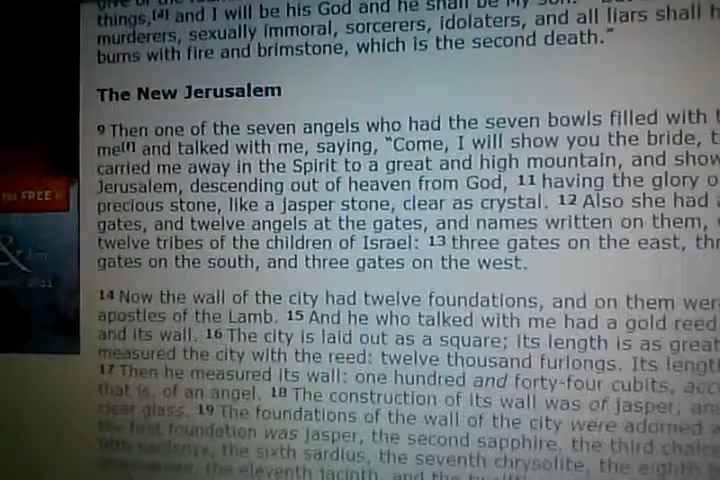 things,[d] and I will be his God and he shall be My son.
murderers, sexually immoral, sorcerers, idolaters, and all liars shall
burns with fire and brimstone, which is the second death.”
The New Jerusalem
9 Then one of the seven angels who had the seven bowls filled with
me[f] and talked with me, saying, “Come, I will show you the bride,
carried me away in the Spirit to a great and high mountain, and
Jerusalem, descending out of heaven from God, 11 having the glory
precious stone, like a jasper stone, clear as crystal. 12 Also she had
gates, and twelve angels at the gates, and names written on them,
twelve tribes of the children of Israel: 13 three gates on the east,
gates on the south, and three gates on the west.
14 Now the wall of the city had twelve foundations, and on them
apostles of the Lamb. 15 And he who talked with me had a gold reed
and its wall. 16 The city is laid out as a square; its length is as great
measured the city with the reed: twelve thousand furlongs. Its
17 Then he measured its wall: one hundred and forty-four cubits,
that is, of an angel. 18 The construction of its wall was of jasper;
clear glass. 19 The foundations of the wall of the city were adorned
the first foundation was jasper, the second sapphire, the third
sardonyx, the sixth sardius, the seventh chrysolite, the eighth
the eleventh jacinth, and the
FREE
&